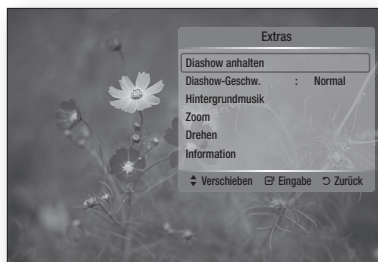 Extras
Diashow anhalten
Diashow-Geschw. : Normal
Hintergrundmusik
Zoom
Drehen
Information
Verschieben Eingabe Zurück